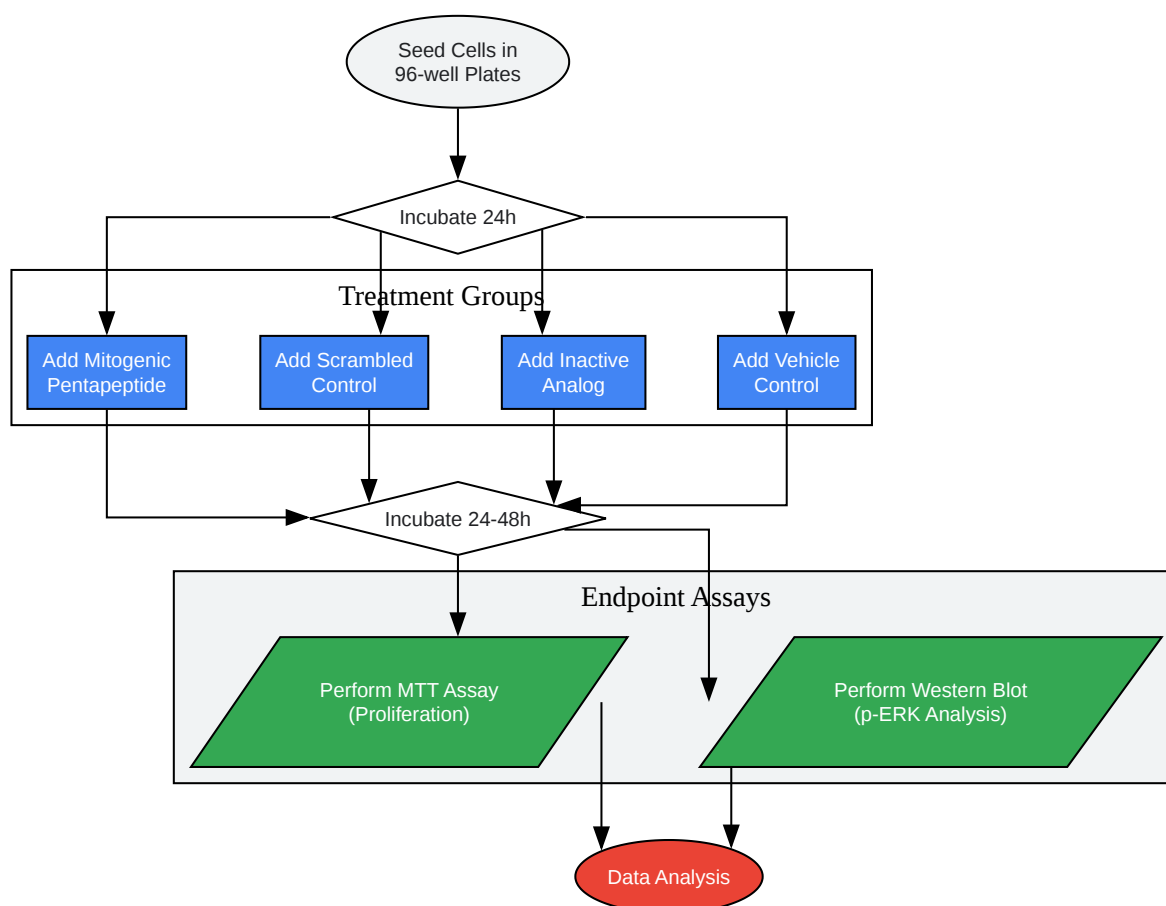 Seed Cells in
96-well Plates
Incubate 24h
Treatment Groups
Add Mitogenic
Pentapeptide
Add Scrambled
Control
Add Inactive
Analog
Add Vehicle
Control
Incubate 24-48h
Endpoint Assays
Perform MTT Assay
(Proliferation)
Perform Western Blot
(p-ERK Analysis)
Data Analysis